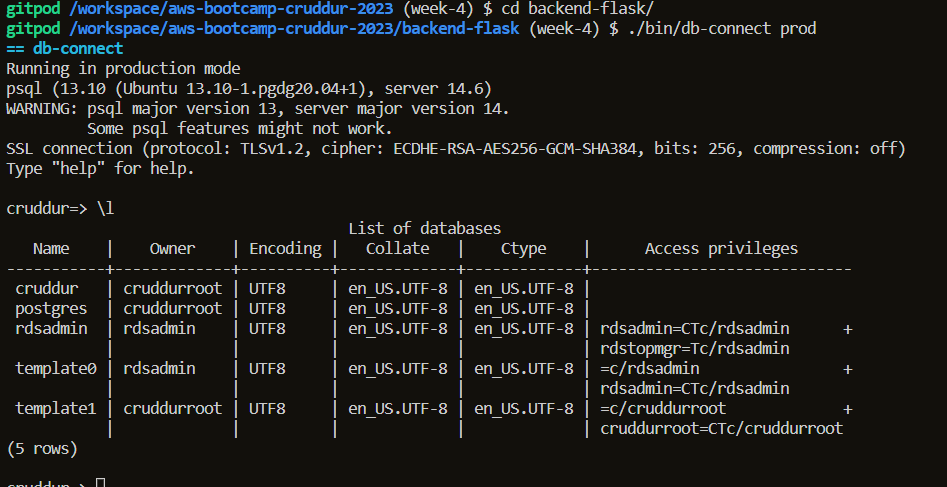 gitpod /workspace/aws-bootcamp-cruddur-2023 (week-4) $ cd backend-flask/
gitpod /workspace/aws-bootcamp-cruddur-2023/backend-flask (week-4) $ ./bin/db-connect prod
== db-connect
Running in production mode
psql (13.10 (Ubuntu 13.10-1.pgdg20.04+1), server 14.6)
WARNING: psql major version 13, server major version 14.
         Some psql features might not work.
SSL connection (protocol: TLSv1.2, cipher: ECDHE-RSA-AES256-GCM-SHA384, bits: 256, compression: off)
Type "help" for help.
cruddur=> \l
                                      List of databases
   Name    |    Owner    | Encoding |   Collate   |    Ctype    |      Access privileges
-----------+-------------+----------+-------------+-------------+-----------------------------
 cruddur   | cruddurroot | UTF8     | en_US.UTF-8 | en_US.UTF-8 |
 postgres  | cruddurroot | UTF8     | en_US.UTF-8 | en_US.UTF-8 |
 rdsadmin  | rdsadmin    | UTF8     | en_US.UTF-8 | en_US.UTF-8 | rdsadmin=CTc/rdsadmin      +
           |             |          |             |             | rdstopmgr=Tc/rdsadmin
 template0 | rdsadmin    | UTF8     | en_US.UTF-8 | en_US.UTF-8 | =c/rdsadmin                +
           |             |          |             |             | rdsadmin=CTc/rdsadmin
 template1 | cruddurroot | UTF8     | en_US.UTF-8 | en_US.UTF-8 | =c/cruddurroot             +
           |             |          |             |             | cruddurroot=CTc/cruddurroot
(5 rows)
cruddur=>